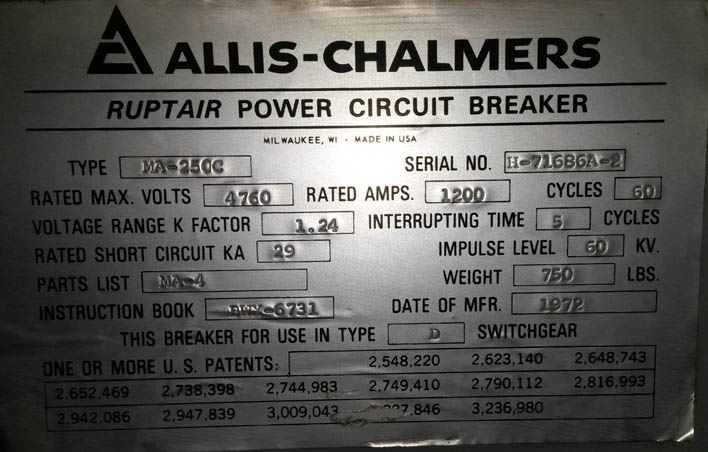 ALLIS-CHALMERS
RUPTAIR POWER CIRCUIT BREAKER
MILWAUKEE, WI · MADE IN USA
TYPE MA-250C SERIAL NO. H-71686A-2
RATED MAX. VOLTS 4760 RATED AMPS. 1200 CYCLES 60
VOLTAGE RANGE K FACTOR 1.24 INTERRUPTING TIME 5 CYCLES
RATED SHORT CIRCUIT KA 29 IMPULSE LEVEL 60 KV.
PARTS LIST MA-4 WEIGHT 750 LBS.
INSTRUCTION BOOK DATE OF MFR. 1972
THIS BREAKER FOR USE IN TYPE D SWITCHGEAR
ONE OR MORE U. S. PATENTS: 2,548,220 2,623,140 2,648,743
2,652,469 2,738,398 2,744,983 2,749,410 2,790,112 2,816,993
2,942,086 2,947,839 3,009,043 3,236,980